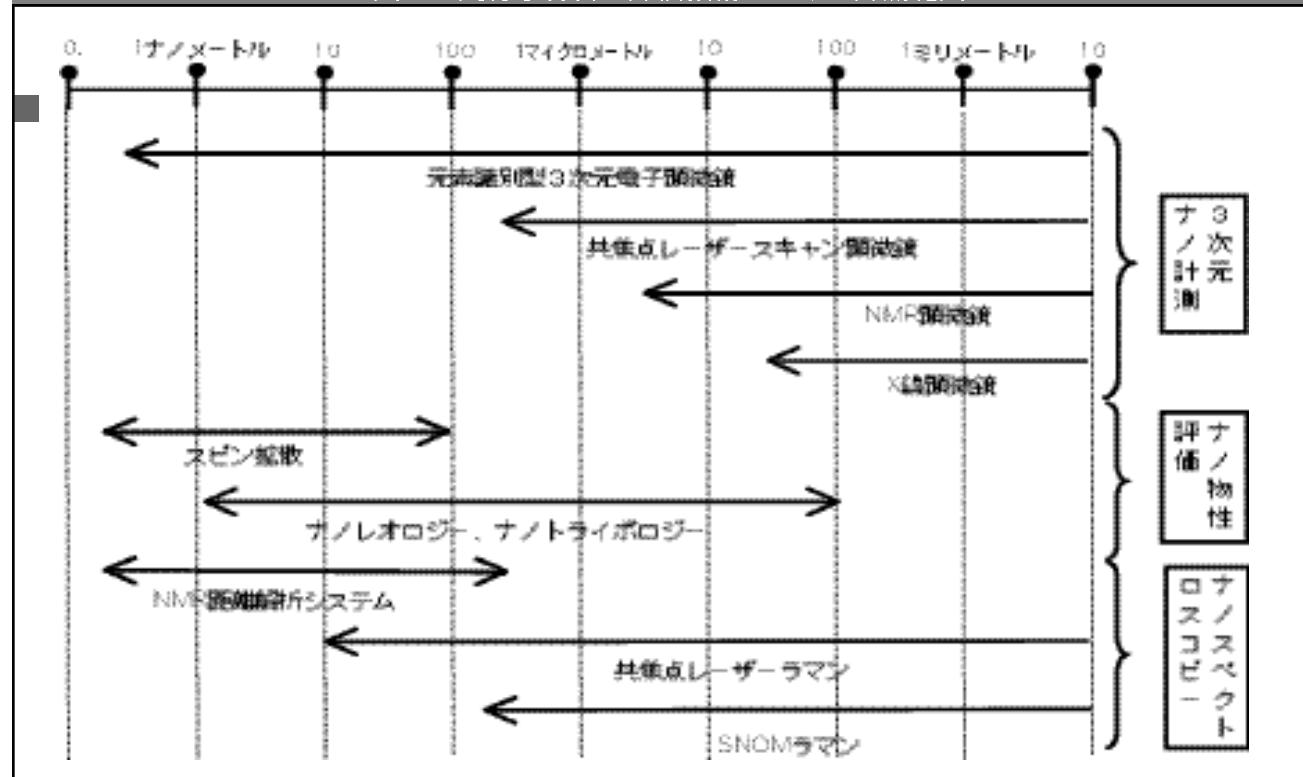 0. 1ナノメートル 10 100 1マイクロメートル 10 100 1ミリメートル 10
元素識別型3次元電子顕微鏡
共焦点レーザースキャン顕微鏡
NMR顕微鏡
X線顕微鏡
3次元
ナノ計測
スピン拡散
ナノレオロジー、ナノトライボロジー
ナノ物性
評価
NMR距離解析システム
共焦点レーザーラマン
SNOMラマン
ナノスペクト
ロスコピー